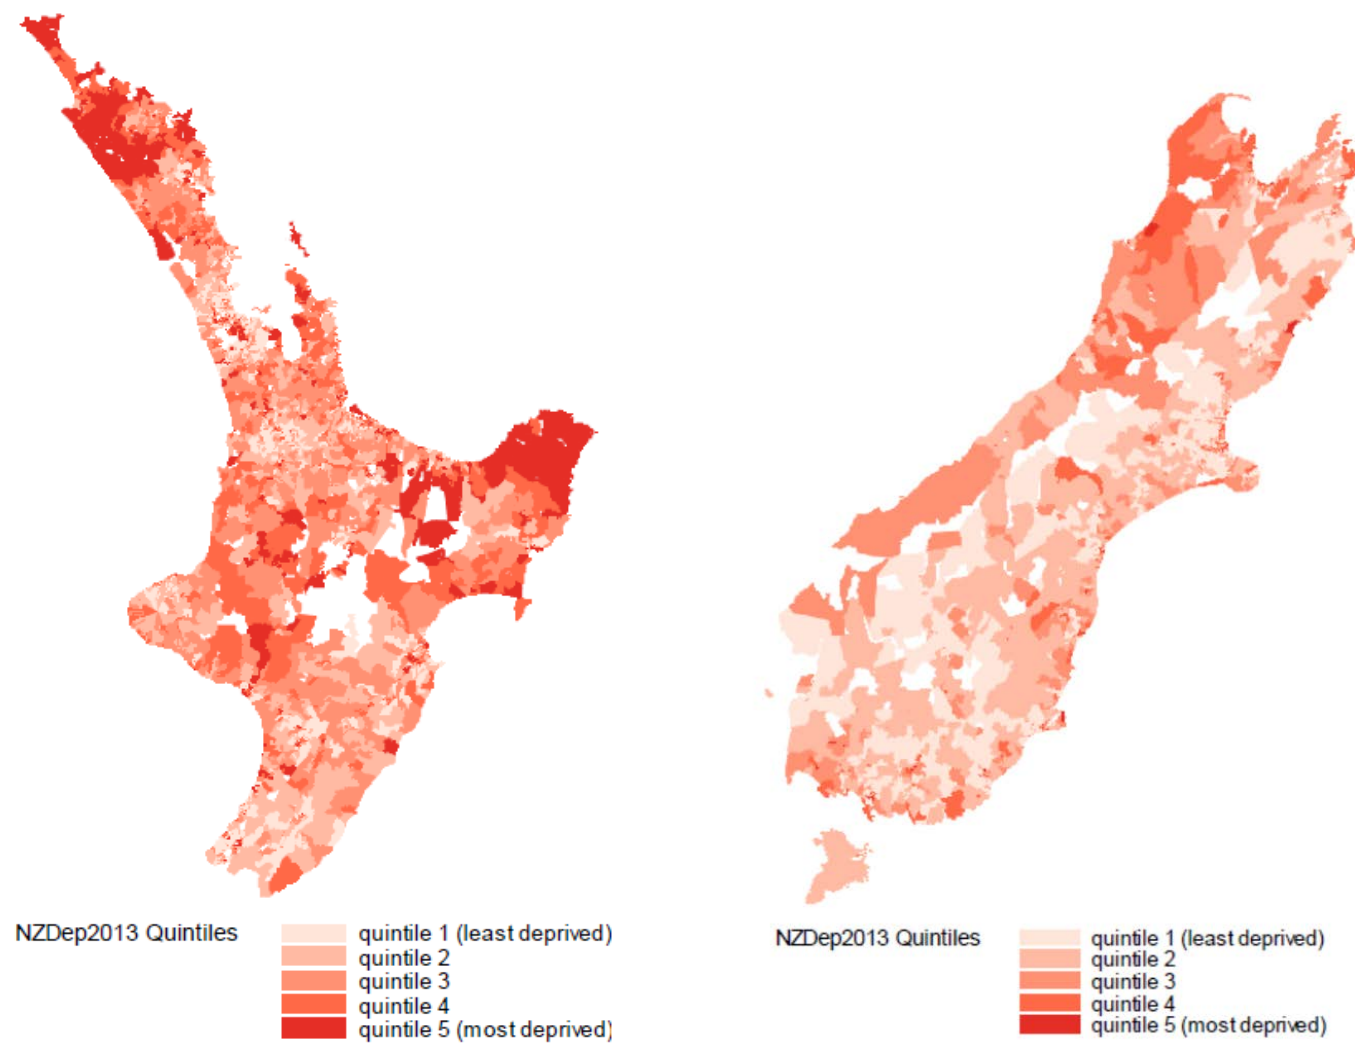 NZDep2013 Quintiles
quintile 1 (least deprived)
quintile 2
quintile 3
quintile 4
quintile 5 (most deprived)
NZDep2013 Quintiles
quintile 1 (least deprived)
quintile 2
quintile 3
quintile 4
quintile 5 (most deprived)